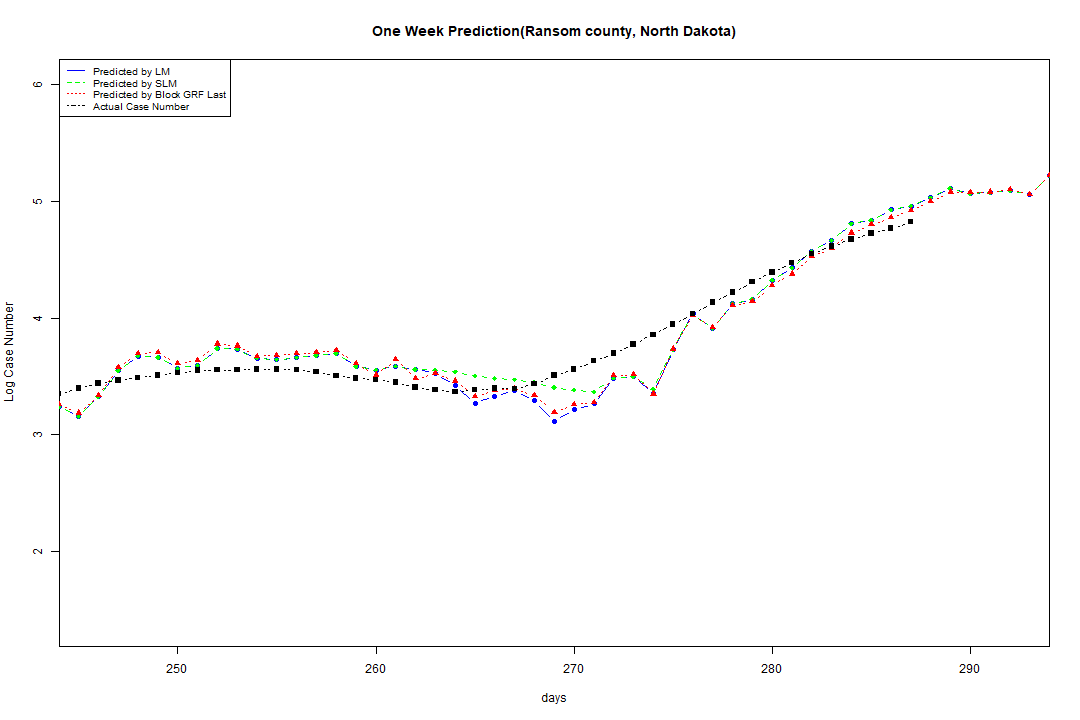 One Week Prediction(Ransom county, North Dakota)
Predicted by LM
Predicted by SLM
Predicted by Block GRF Last
Actual Case Number
6
5
4
3
2
Log Case Number
250 260 270 280 290
days